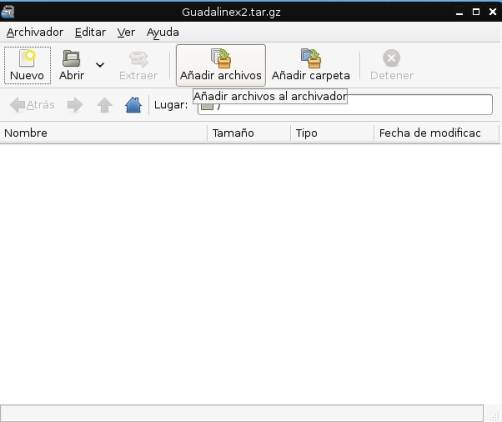 Guadalinex2.tar.gz
Archivador Editar Ver Ayuda
Nuevo Abrir Extraer Añadir archivos Añadir carpeta Detener
Añadir archivos al archivador
Atrás Lugar: /
Nombre Tamaño Tipo Fecha de modificac